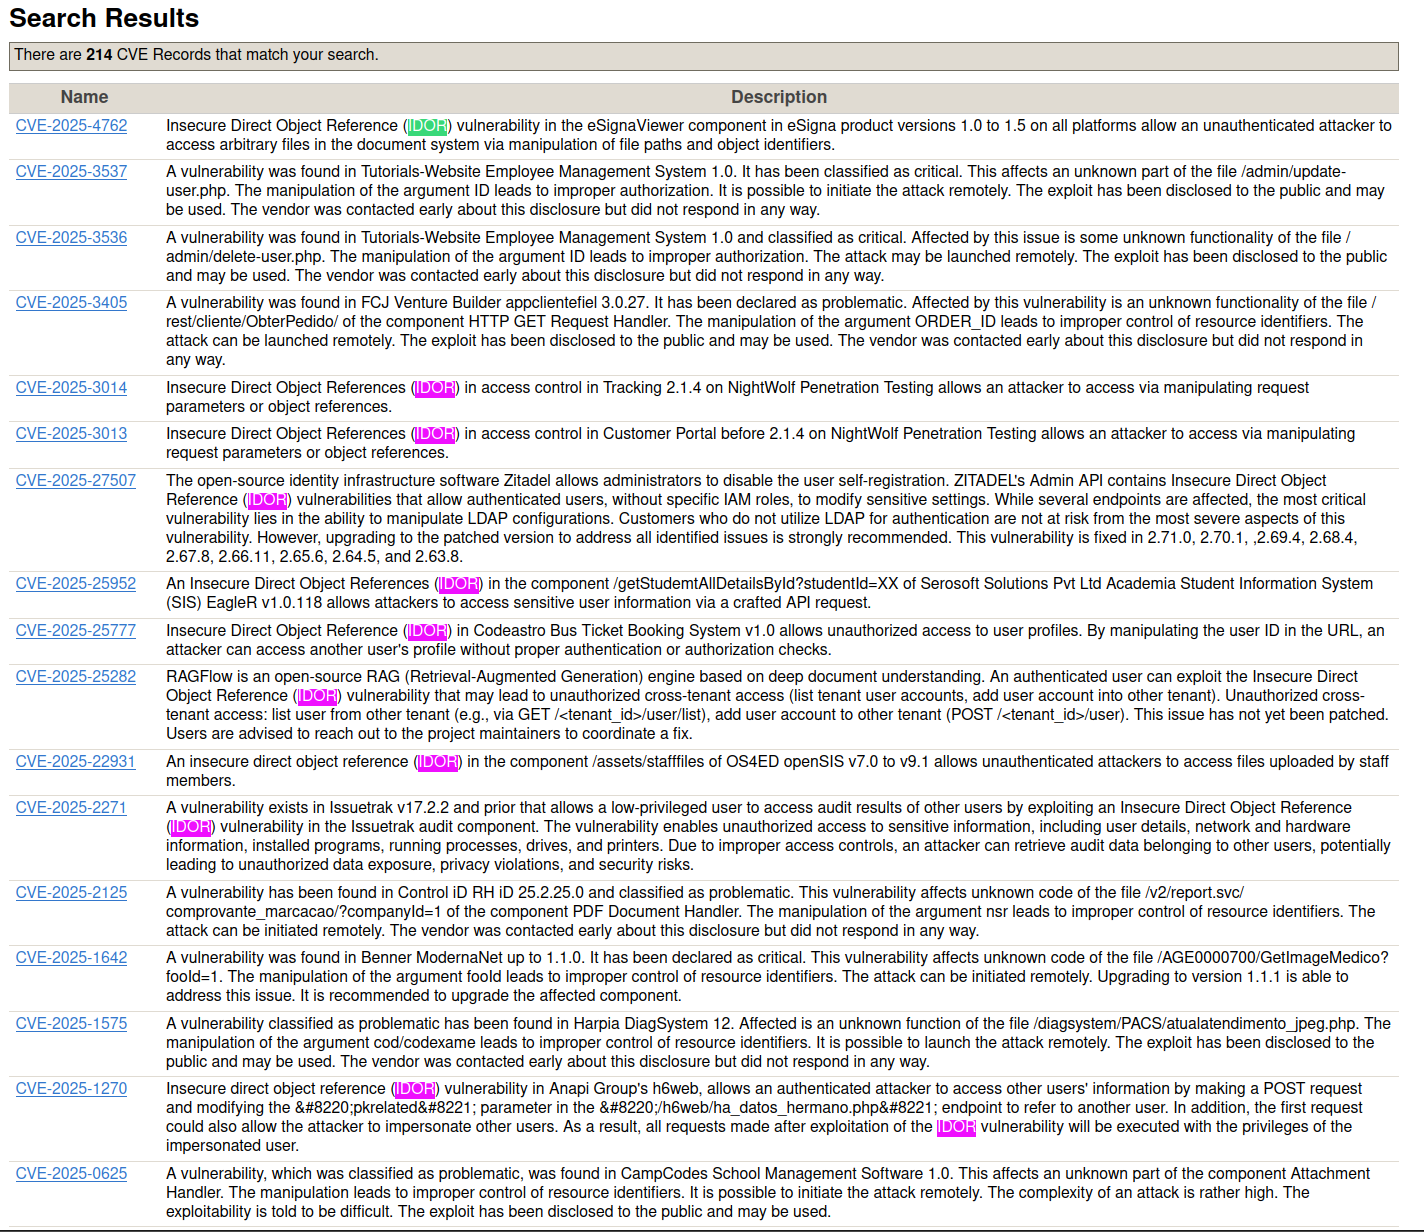 Search Results
There are 214 CVE Records that match your search.
Name Description
CVE-2025-4762 Insecure Direct Object Reference (IDOR) vulnerability in the eSignaViewer component in eSigna product versions 1.0 to 1.5 on all platforms allow an unauthenticated attacker to
access arbitrary files in the document system via manipulation of file paths and object identifiers.
CVE-2025-3537 A vulnerability was found in Tutorials-Website Employee Management System 1.0. It has been classified as critical. This affects an unknown part of the file /admin/update-
user.php. The manipulation of the argument ID leads to improper authorization. It is possible to initiate the attack remotely. The exploit has been disclosed to the public and may
be used. The vendor was contacted early about this disclosure but did not respond in any way.
CVE-2025-3536 A vulnerability was found in Tutorials-Website Employee Management System 1.0 and classified as critical. Affected by this issue is some unknown functionality of the file /
admin/delete-user.php. The manipulation of the argument ID leads to improper authorization. The attack may be launched remotely. The exploit has been disclosed to the public
and may be used. The vendor was contacted early about this disclosure but did not respond in any way.
CVE-2025-3405 A vulnerability was found in FCJ Venture Builder appclientefiel 3.0.27. It has been declared as problematic. Affected by this vulnerability is an unknown functionality of the file /
rest/cliente/ObterPedido/ of the component HTTP GET Request Handler. The manipulation of the argument ORDER_ID leads to improper control of resource identifiers. The
attack can be launched remotely. The exploit has been disclosed to the public and may be used. The vendor was contacted early about this disclosure but did not respond in
any way.
CVE-2025-3014 Insecure Direct Object References (IDOR) in access control in Tracking 2.1.4 on NightWolf Penetration Testing allows an attacker to access via manipulating request
parameters or object references.
CVE-2025-3013 Insecure Direct Object References (IDOR) in access control in Customer Portal before 2.1.4 on NightWolf Penetration Testing allows an attacker to access via manipulating
request parameters or object references.
CVE-2025-27507 The open-source identity infrastructure software Zitadel allows administrators to disable the user self-registration. ZITADEL's Admin API contains Insecure Direct Object
Reference (IDOR) vulnerabilities that allow authenticated users, without specific IAM roles, to modify sensitive settings. While several endpoints are affected, the most critical
vulnerability lies in the ability to manipulate LDAP configurations. Customers who do not utilize LDAP for authentication are not at risk from the most severe aspects of this
vulnerability. However, upgrading to the patched version to address all identified issues is strongly recommended. This vulnerability is fixed in 2.71.0, 2.70.1, ,2.69.4, 2.68.4,
2.67.8, 2.66.11, 2.65.6, 2.64.5, and 2.63.8.
CVE-2025-25952 An Insecure Direct Object References (IDOR) in the component /getStudemtAllDetailsById?studentId=XX of Serosoft Solutions Pvt Ltd Academia Student Information System
(SIS) EagleR v1.0.118 allows attackers to access sensitive user information via a crafted API request.
CVE-2025-25777 Insecure Direct Object Reference (IDOR) in Codeastro Bus Ticket Booking System v1.0 allows unauthorized access to user profiles. By manipulating the user ID in the URL, an
attacker can access another user's profile without proper authentication or authorization checks.
CVE-2025-25282 RAGFlow is an open-source RAG (Retrieval-Augmented Generation) engine based on deep document understanding. An authenticated user can exploit the Insecure Direct
Object Reference (IDOR) vulnerability that may lead to unauthorized cross-tenant access (list tenant user accounts, add user account into other tenant). Unauthorized cross-
tenant access: list user from other tenant (e.g., via GET /<tenant_id>/user/list), add user account to other tenant (POST /<tenant_id>/user). This issue has not yet been patched.
Users are advised to reach out to the project maintainers to coordinate a fix.
CVE-2025-22931 An insecure direct object reference (IDOR) in the component /assets/stafffiles of OS4ED openSIS v7.0 to v9.1 allows unauthenticated attackers to access files uploaded by staff
members.
CVE-2025-2271 A vulnerability exists in Issuetrak v17.2.2 and prior that allows a low-privileged user to access audit results of other users by exploiting an Insecure Direct Object Reference
(IDOR) vulnerability in the Issuetrak audit component. The vulnerability enables unauthorized access to sensitive information, including user details, network and hardware
information, installed programs, running processes, drives, and printers. Due to improper access controls, an attacker can retrieve audit data belonging to other users, potentially
leading to unauthorized data exposure, privacy violations, and security risks.
CVE-2025-2125 A vulnerability has been found in Control iD RH iD 25.2.25.0 and classified as problematic. This vulnerability affects unknown code of the file /v2/report.svc/
comprovante_marcacao/?companyId=1 of the component PDF Document Handler. The manipulation of the argument nsr leads to improper control of resource identifiers. The
attack can be initiated remotely. The vendor was contacted early about this disclosure but did not respond in any way.
CVE-2025-1642 A vulnerability was found in Benner ModernaNet up to 1.1.0. It has been declared as critical. This vulnerability affects unknown code of the file /AGE0000700/GetImageMedico?
fooId=1. The manipulation of the argument fooId leads to improper control of resource identifiers. The attack can be initiated remotely. Upgrading to version 1.1.1 is able to
address this issue. It is recommended to upgrade the affected component.
CVE-2025-1575 A vulnerability classified as problematic has been found in Harpia DiagSystem 12. Affected is an unknown function of the file /diagsystem/PACS/atualatendimento_jpeg.php. The
manipulation of the argument cod/codexame leads to improper control of resource identifiers. It is possible to launch the attack remotely. The exploit has been disclosed to the
public and may be used. The vendor was contacted early about this disclosure but did not respond in any way.
CVE-2025-1270 Insecure direct object reference (IDOR) vulnerability in Anapi Group's h6web, allows an authenticated attacker to access other users' information by making a POST request
and modifying the &#8220;pkrelated&#8221; parameter in the &#8220;/h6web/ha_datos_hermano.php&#8221; endpoint to refer to another user. In addition, the first request
could also allow the attacker to impersonate other users. As a result, all requests made after exploitation of the IDOR vulnerability will be executed with the privileges of the
impersonated user.
CVE-2025-0625 A vulnerability, which was classified as problematic, was found in CampCodes School Management Software 1.0. This affects an unknown part of the component Attachment
Handler. The manipulation leads to improper control of resource identifiers. It is possible to initiate the attack remotely. The complexity of an attack is rather high. The
exploitability is told to be difficult. The exploit has been disclosed to the public and may be used.